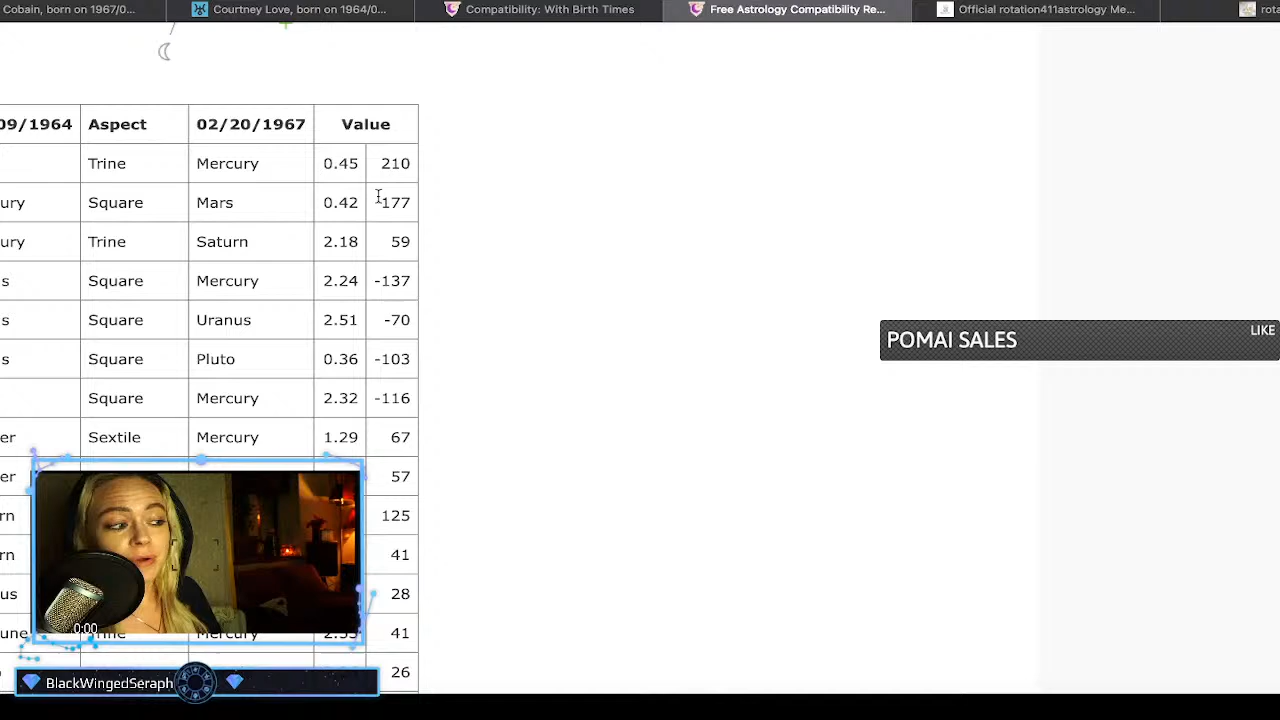 Cobain, born on 1967/0...
Courtney Love, born on 1964/0...
Compatibility: With Birth Times
Free Astrology Compatibility Re...
Official rotation411astrology Me...
rota
09/1964 Aspect 02/20/1967 Value
Trine Mercury 0.45 210
ury Square Mars 0.42 -177
ury Trine Saturn 2.18 59
s Square Mercury 2.24 -137
s Square Uranus 2.51 -70
s Square Pluto 0.36 -103
Square Mercury 2.32 -116
er Sextile Mercury 1.29 67
er 57
rn 125
rn 41
us 28
une Trine Mercury 41
26
0:00
BlackWingedSeraph
POMAI SALES
LIKE